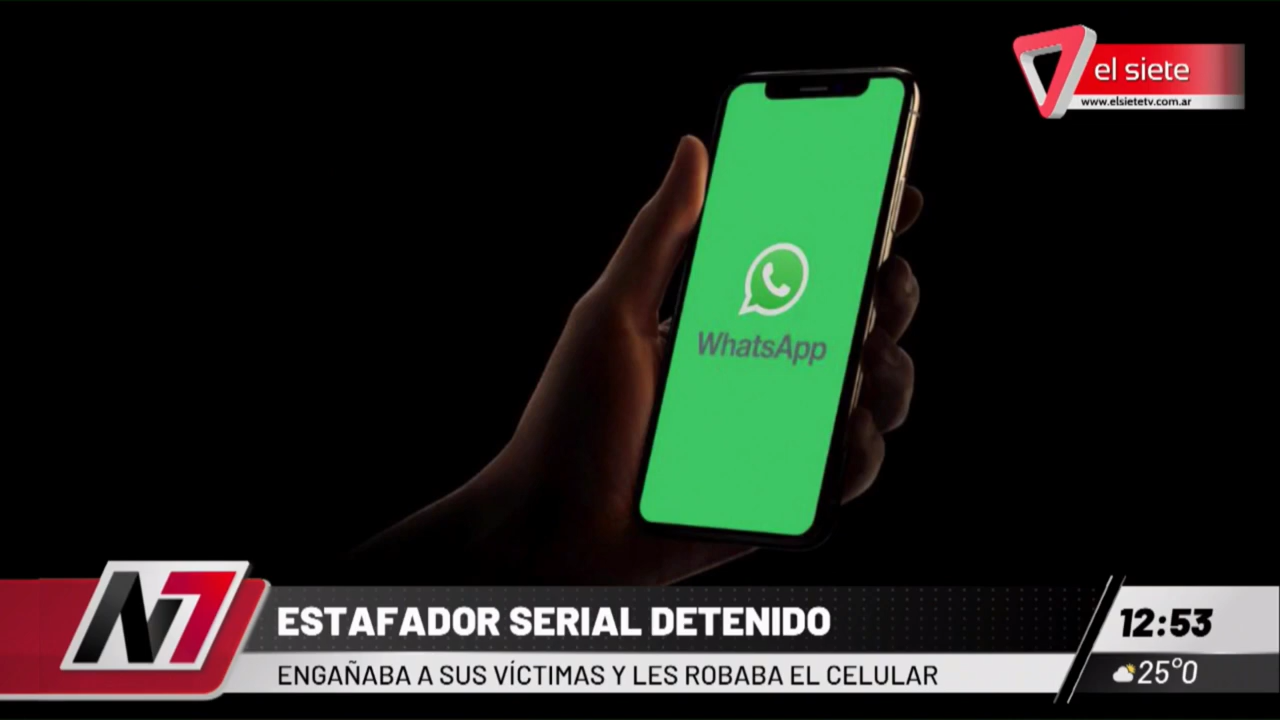 el siete
www.elsietetv.com.ar
WhatsApp
N7
ESTAFADOR SERIAL DETENIDO
12:53
ENGAÑABA A SUS VÍCTIMAS Y LES ROBABA EL CELULAR
25°0